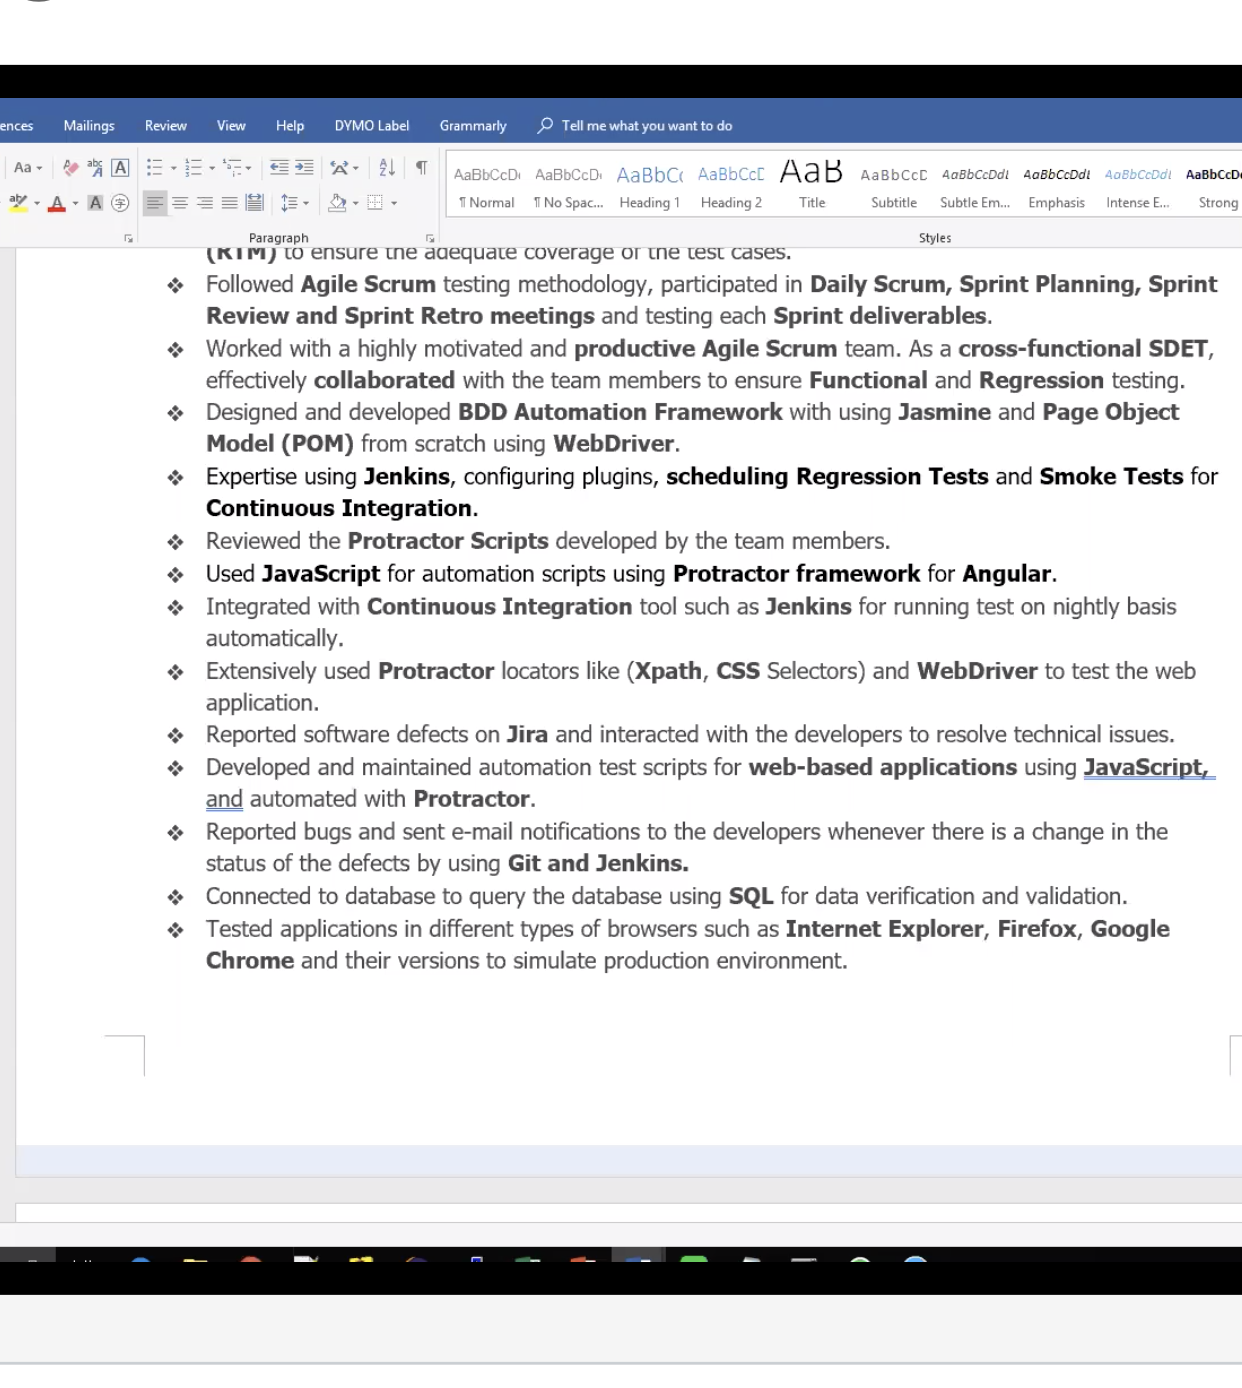 ences Mailings Review View Help DYMO Label Grammarly Tell me what you want to do
Aa
AaBbCcDc AaBbCcDc AaBbCc AaBbCcD AaB AaBbCcD AaBbCcDdI AaBbCcDdI AaBbCcDdI AaBbCcDc
¶ Normal ¶ No Spac... Heading 1 Heading 2 Title Subtitle Subtle Em... Emphasis Intense E... Strong
Paragraph Styles
(RTM) to ensure the adequate coverage of the test cases.
❖ Followed Agile Scrum testing methodology, participated in Daily Scrum, Sprint Planning, Sprint
Review and Sprint Retro meetings and testing each Sprint deliverables.
❖ Worked with a highly motivated and productive Agile Scrum team. As a cross-functional SDET,
effectively collaborated with the team members to ensure Functional and Regression testing.
❖ Designed and developed BDD Automation Framework with using Jasmine and Page Object
Model (POM) from scratch using WebDriver.
❖ Expertise using Jenkins, configuring plugins, scheduling Regression Tests and Smoke Tests for
Continuous Integration.
❖ Reviewed the Protractor Scripts developed by the team members.
❖ Used JavaScript for automation scripts using Protractor framework for Angular.
❖ Integrated with Continuous Integration tool such as Jenkins for running test on nightly basis
automatically.
❖ Extensively used Protractor locators like (Xpath, CSS Selectors) and WebDriver to test the web
application.
❖ Reported software defects on Jira and interacted with the developers to resolve technical issues.
❖ Developed and maintained automation test scripts for web-based applications using JavaScript,
and automated with Protractor.
❖ Reported bugs and sent e-mail notifications to the developers whenever there is a change in the
status of the defects by using Git and Jenkins.
❖ Connected to database to query the database using SQL for data verification and validation.
❖ Tested applications in different types of browsers such as Internet Explorer, Firefox, Google
Chrome and their versions to simulate production environment.